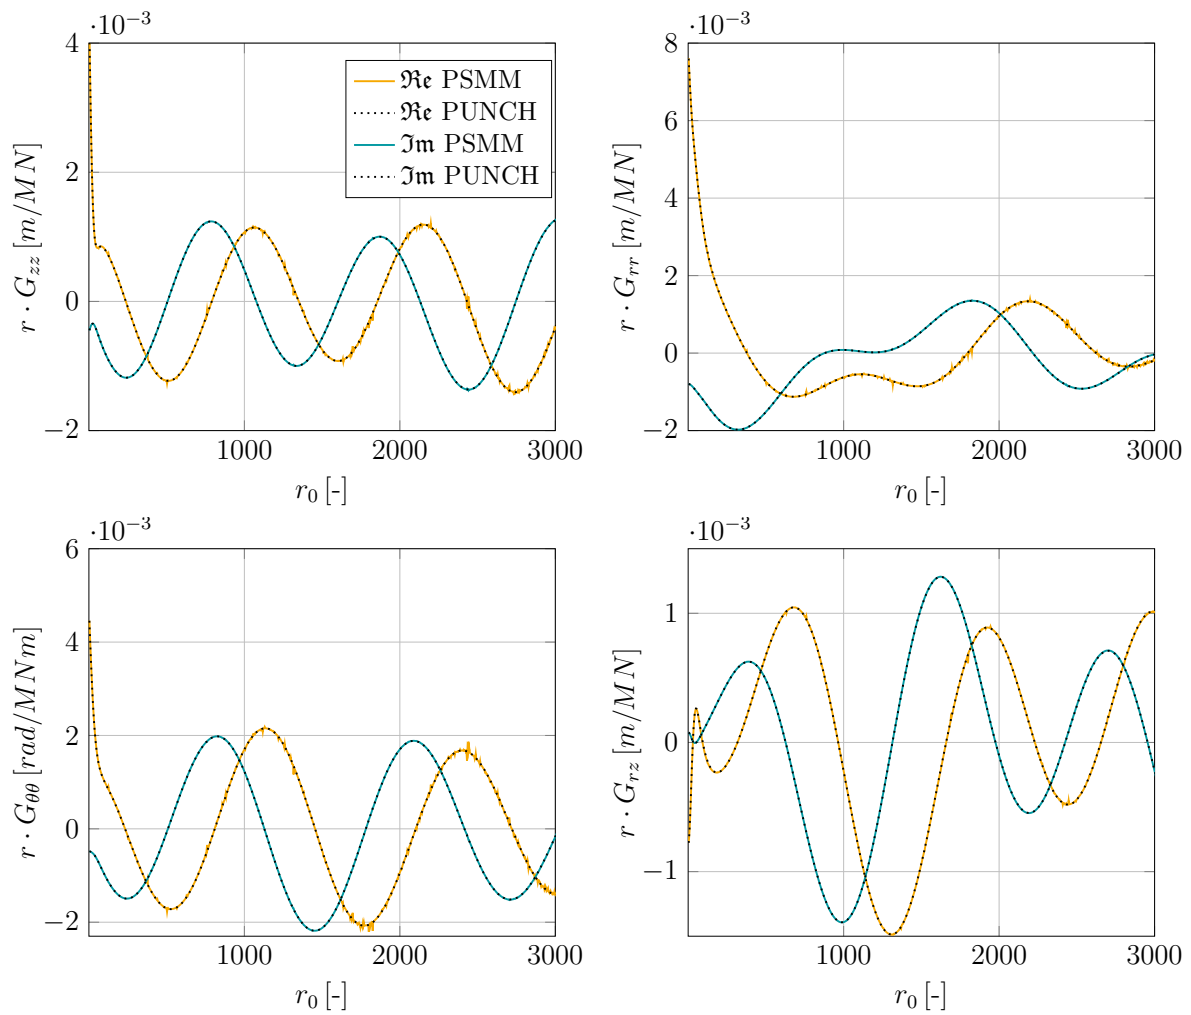 ·10⁻³
4
2
0
−2
r · G_zz [m/MN]
ℜ𝔢 PSMM
ℜ𝔢 PUNCH
ℑ𝔪 PSMM
ℑ𝔪 PUNCH
1000 2000 3000
r₀ [-]
·10⁻³
8
6
4
2
0
−2
r · G_rr [m/MN]
1000 2000 3000
r₀ [-]
·10⁻³
6
4
2
0
−2
r · G_θθ [rad/MNm]
1000 2000 3000
r₀ [-]
·10⁻³
1
0
−1
r · G_rz [m/MN]
1000 2000 3000
r₀ [-]